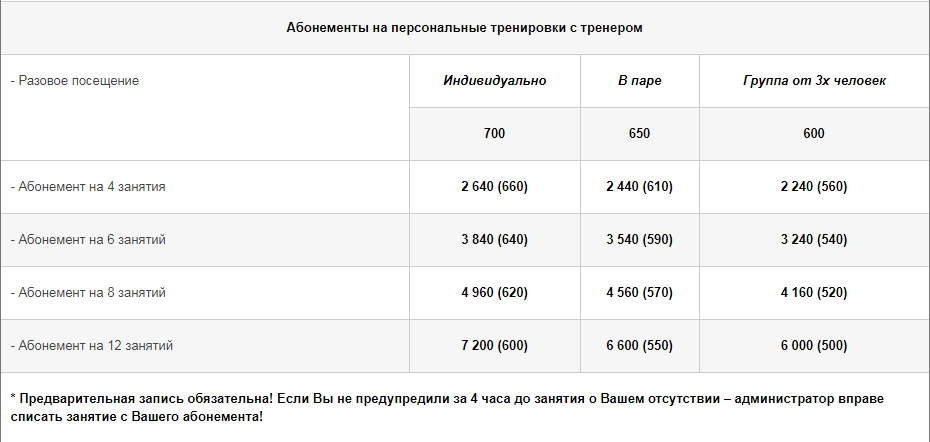 Абонементы на персональные тренировки с тренером
- Разовое посещение Индивидуально В паре Группа от 3х человек
700 650 600
- Абонемент на 4 занятия 2 640 (660) 2 440 (610) 2 240 (560)
- Абонемент на 6 занятий 3 840 (640) 3 540 (590) 3 240 (540)
- Абонемент на 8 занятий 4 960 (620) 4 560 (570) 4 160 (520)
- Абонемент на 12 занятий 7 200 (600) 6 600 (550) 6 000 (500)
* Предварительная запись обязательна! Если Вы не предупредили за 4 часа до занятия о Вашем отсутствии – администратор вправе
списать занятие с Вашего абонемента!